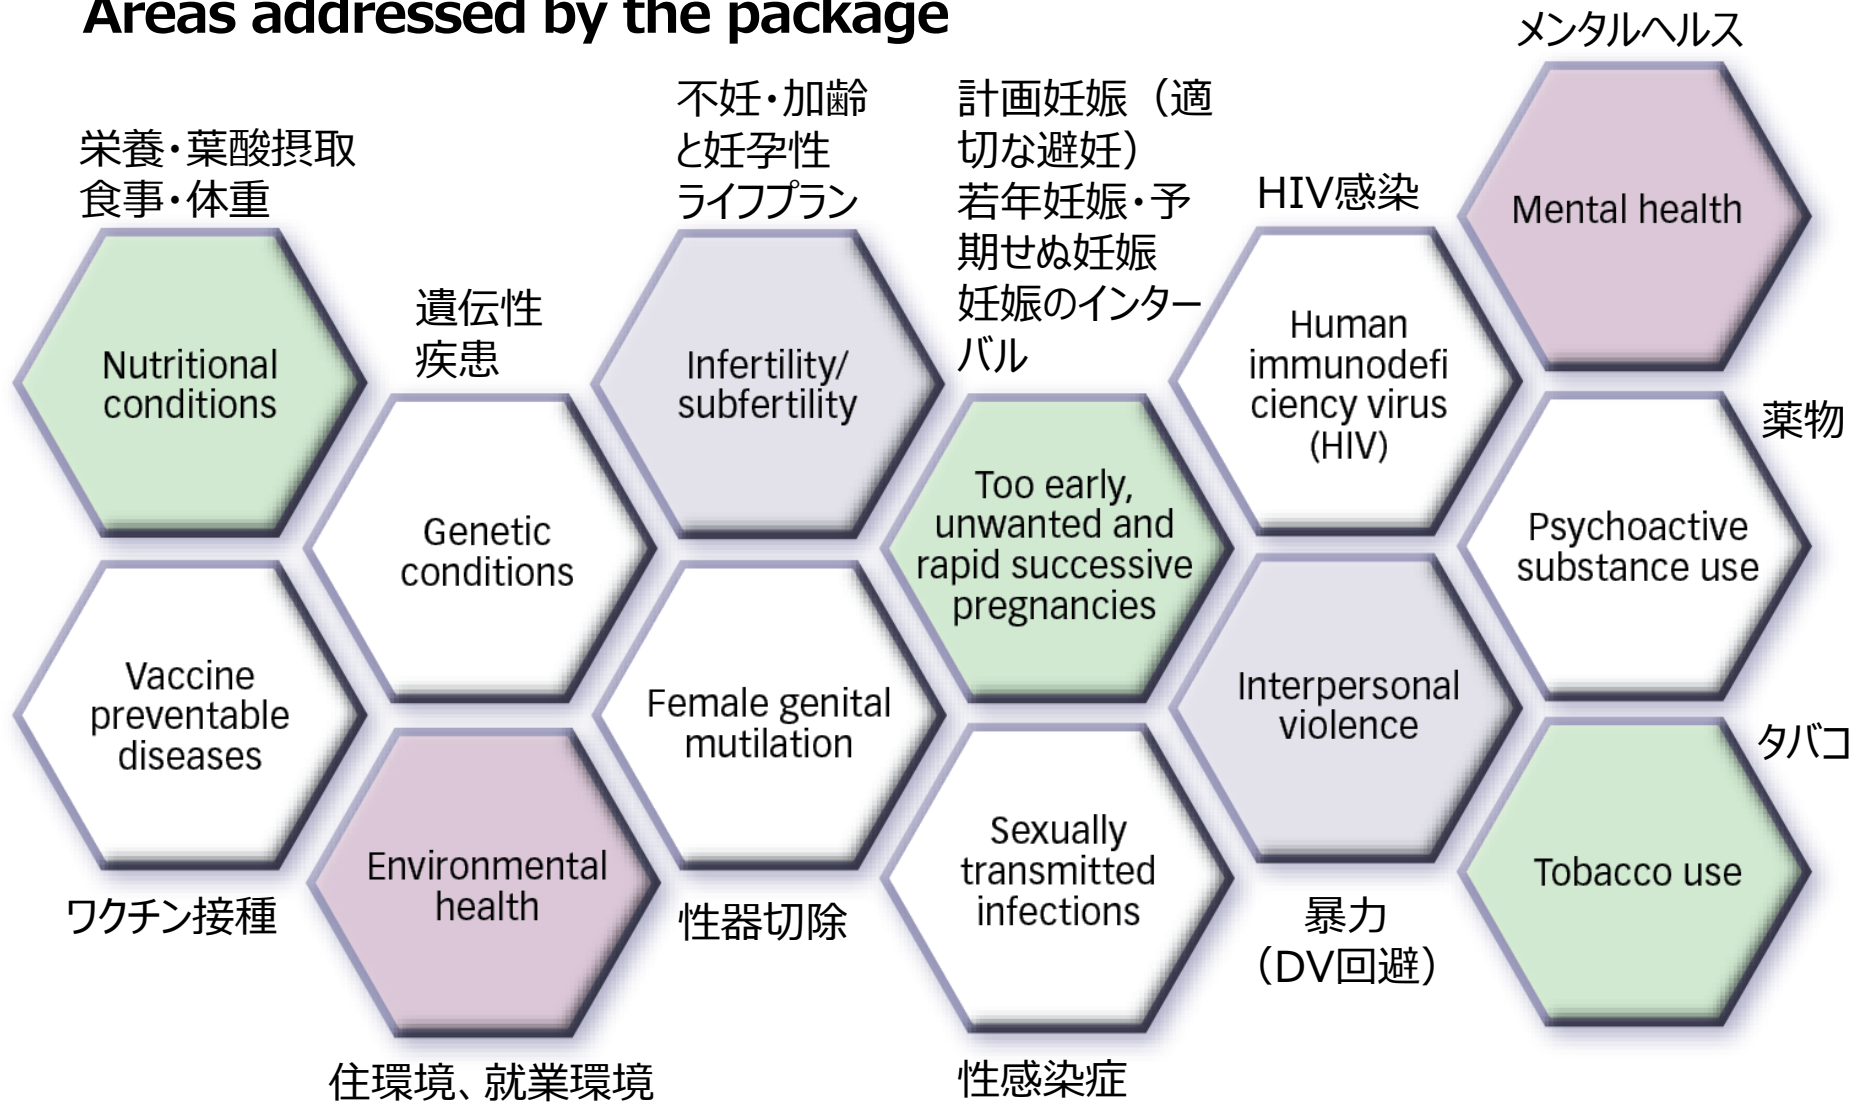 Areas addressed by the package
メンタルヘルス
Mental health
栄養・葉酸摂取
食事・体重
Nutritional
conditions
遺伝性
疾患
Genetic
conditions
不妊・加齢
と妊孕性
ライフプラン
Infertility/
subfertility
計画妊娠（適
切な避妊）
若年妊娠・予
期せぬ妊娠
妊娠のインター
バル
Too early,
unwanted and
rapid successive
pregnancies
HIV感染
Human
immunodefi
ciency virus
(HIV)
薬物
Psychoactive
substance use
Vaccine
preventable
diseases
ワクチン接種
Environmental
health
住環境、就業環境
Female genital
mutilation
性器切除
Sexually
transmitted
infections
性感染症
Interpersonal
violence
暴力
（DV回避）
タバコ
Tobacco use